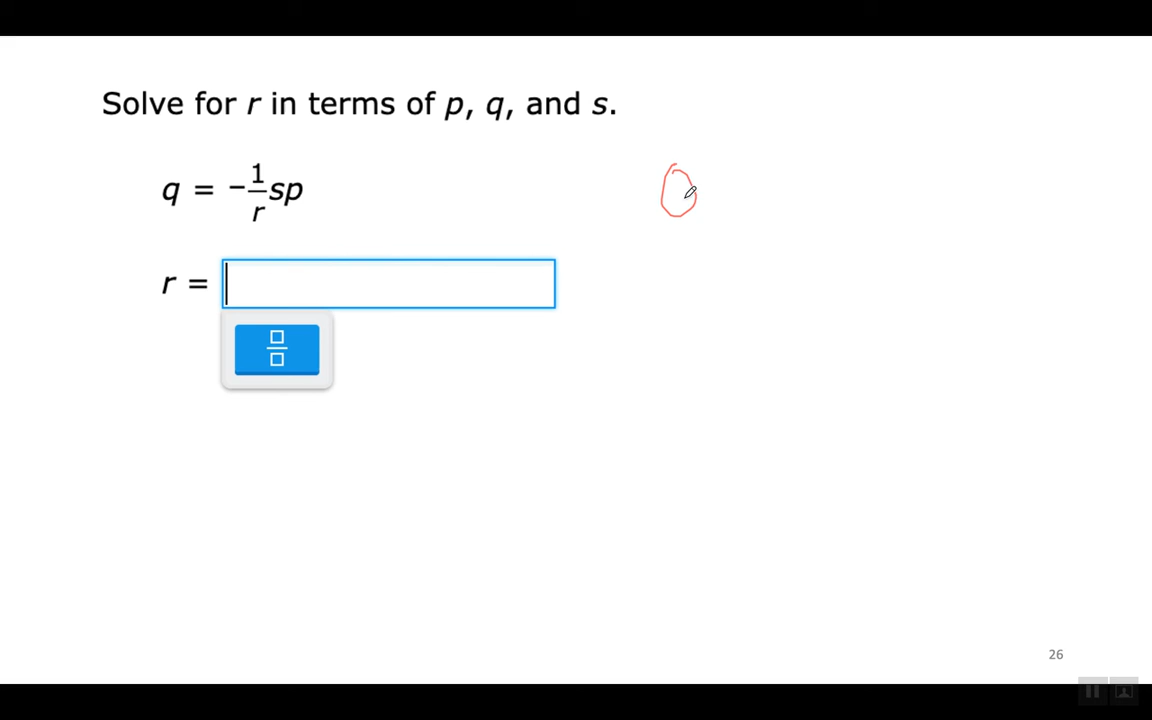 Solve for r in terms of p, q, and s.
q = -1/r sp
r =
26